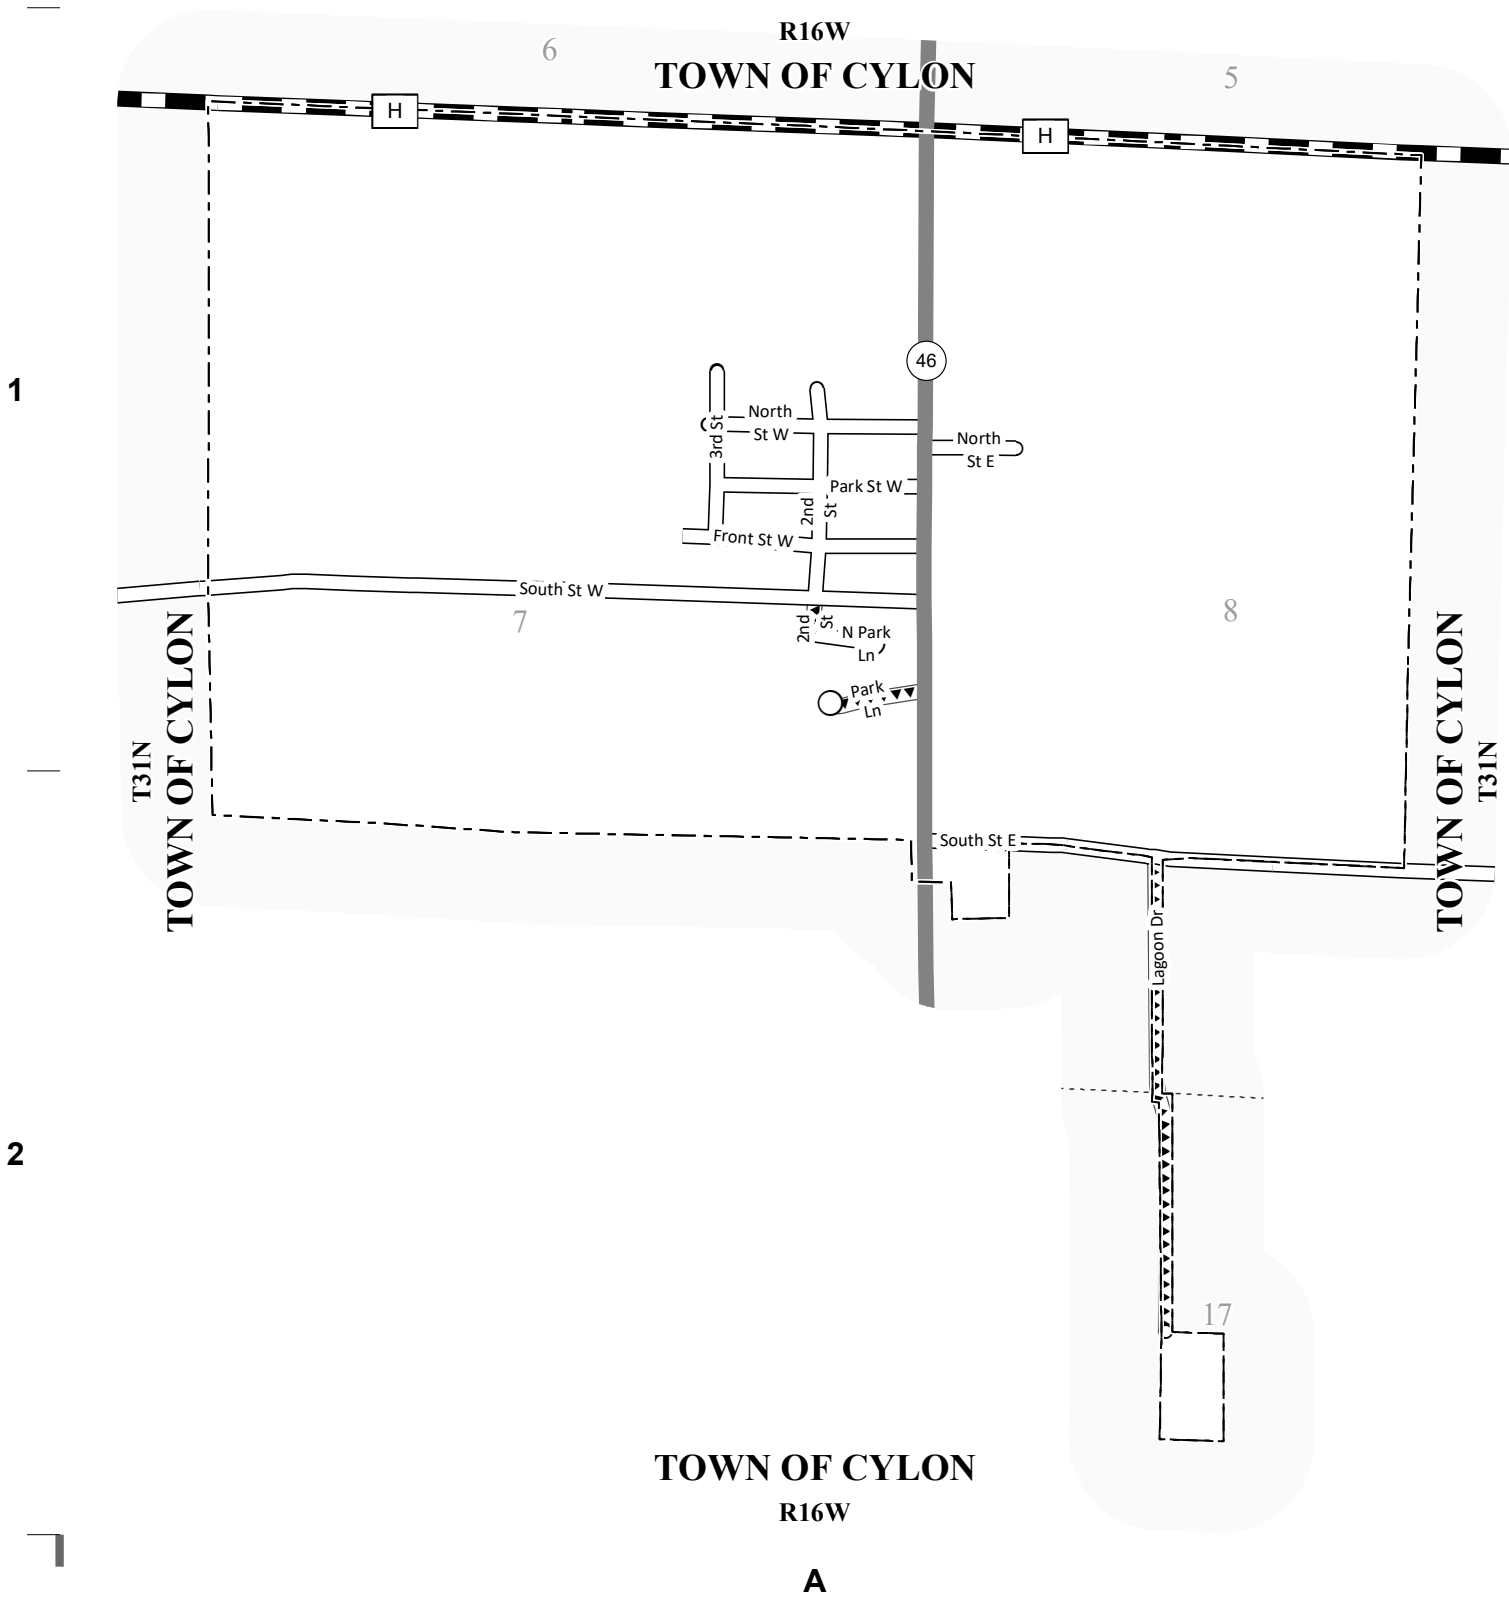 R16W
TOWN OF CYLON
6
5
H
H
46
1
North
St W
3rd St
North
St E
Park St W
2nd
St
Front St W
South St W
7
8
2nd
St
N Park
Ln
Park
Ln
TOWN OF CYLON
T31N
TOWN OF CYLON
T31N
South St E
Lagoon Dr
2
17
TOWN OF CYLON
R16W
A